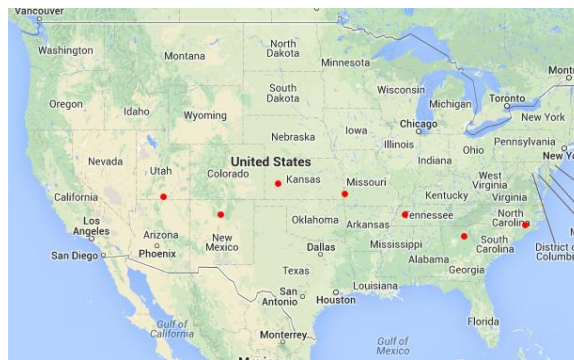 Vancouver
Washington
Montana
North
Dakota
Minnesota
Montr
Oregon
Idaho
South
Dakota
Wisconsin
Michigan
Toronto
Wyoming
Chicago
New York
Iowa
Nebraska
Illinois
Indiana
Ohio
Pennsylvania
New York
Nevada
Utah
Colorado
United States
Kansas
Missouri
West
Virginia
Virginia
Kentucky
California
Los
Angeles
San Diego
Arizona
Phoenix
New
Mexico
Oklahoma
Arkansas
Tennessee
North
Carolina
South
Carolina
District o
Columbi
Mississippi
Alabama
Georgia
Dallas
Texas
Louisiana
San
Antonio
Houston
Florida
Gulf of
California
Monterrey
Gulf of
Mexico